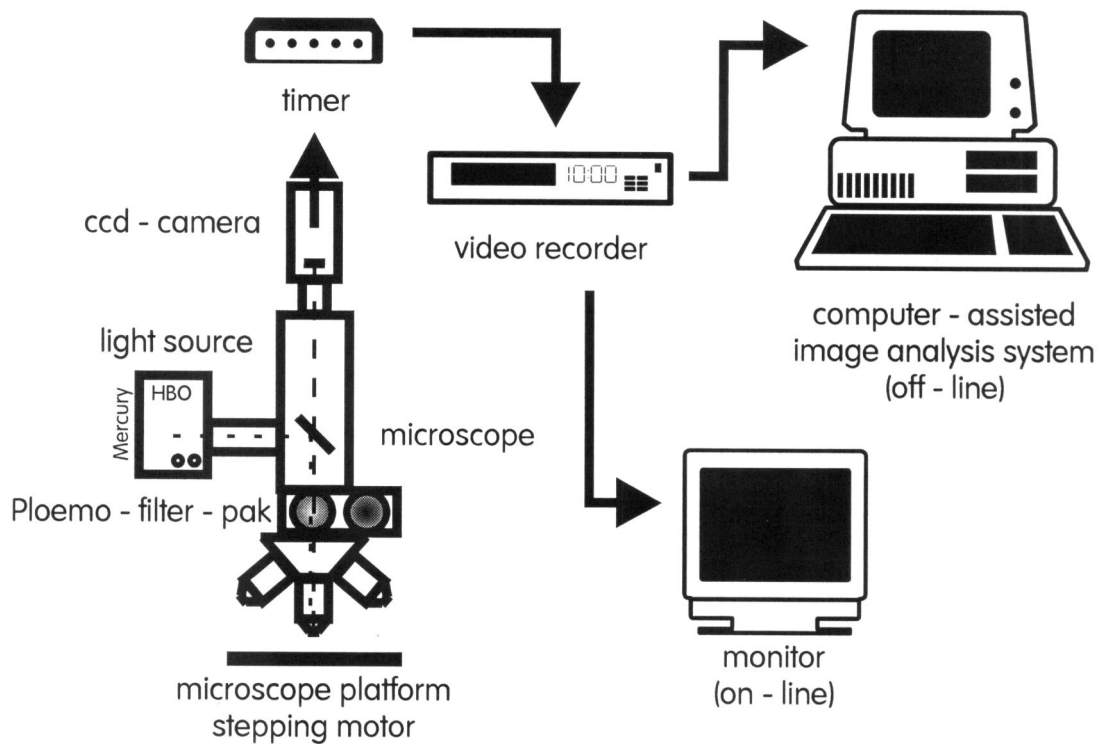 timer
10:00
ccd - camera
video recorder
computer - assisted
image analysis system
(off - line)
light source
HBO
Mercury
microscope
Ploemo - filter - pak
monitor
(on - line)
microscope platform
stepping motor